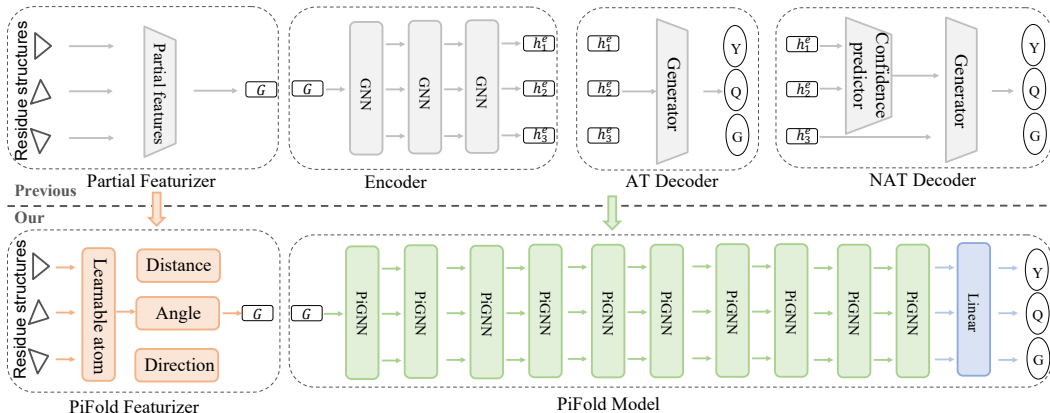 Residue structures
Partial features
G
G
GNN
GNN
GNN
h₁ᵉ
h₂ᵉ
h₃ᵉ
h₁ᵉ
h₂ᵉ
h₃ᵉ
Generator
Y
Q
G
h₁ᵉ
h₂ᵉ
h₃ᵉ
Confidence
predictor
Generator
Y
Q
G
Partial Featurizer
Encoder
AT Decoder
NAT Decoder
Previous
Our
Residue structures
Learnable atom
Distance
Angle
Direction
G
G
PiGNN
PiGNN
PiGNN
PiGNN
PiGNN
PiGNN
PiGNN
PiGNN
PiGNN
PiGNN
Linear
Y
Q
G
PiFold Featurizer
PiFold Model